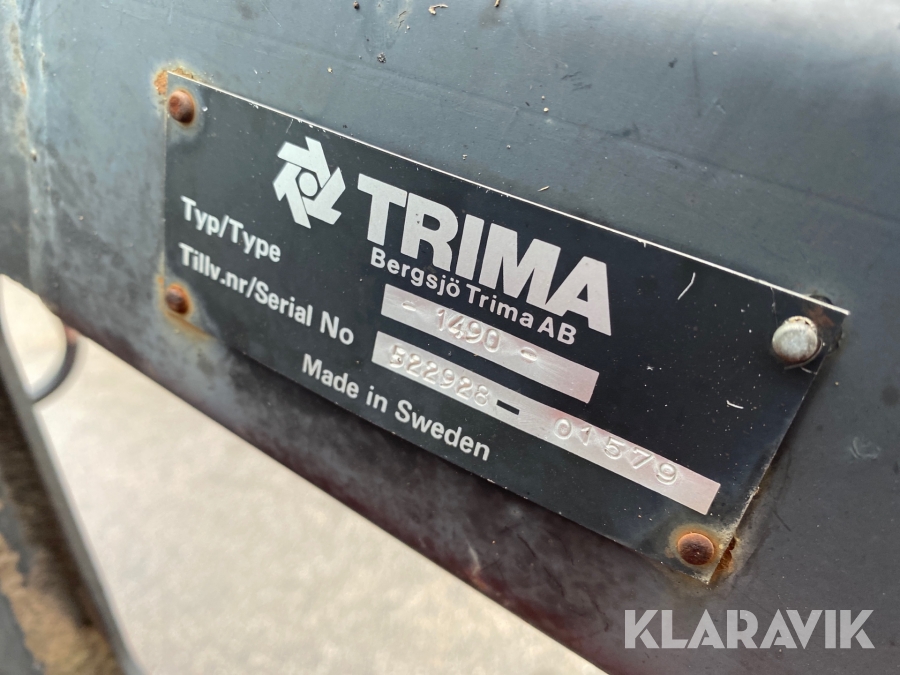 TRIMA
Bergsjö Trima AB
Typ/Type - 1490 -
Tillv.nr/Serial No 522928- 01579
Made in Sweden
KLARAVIK